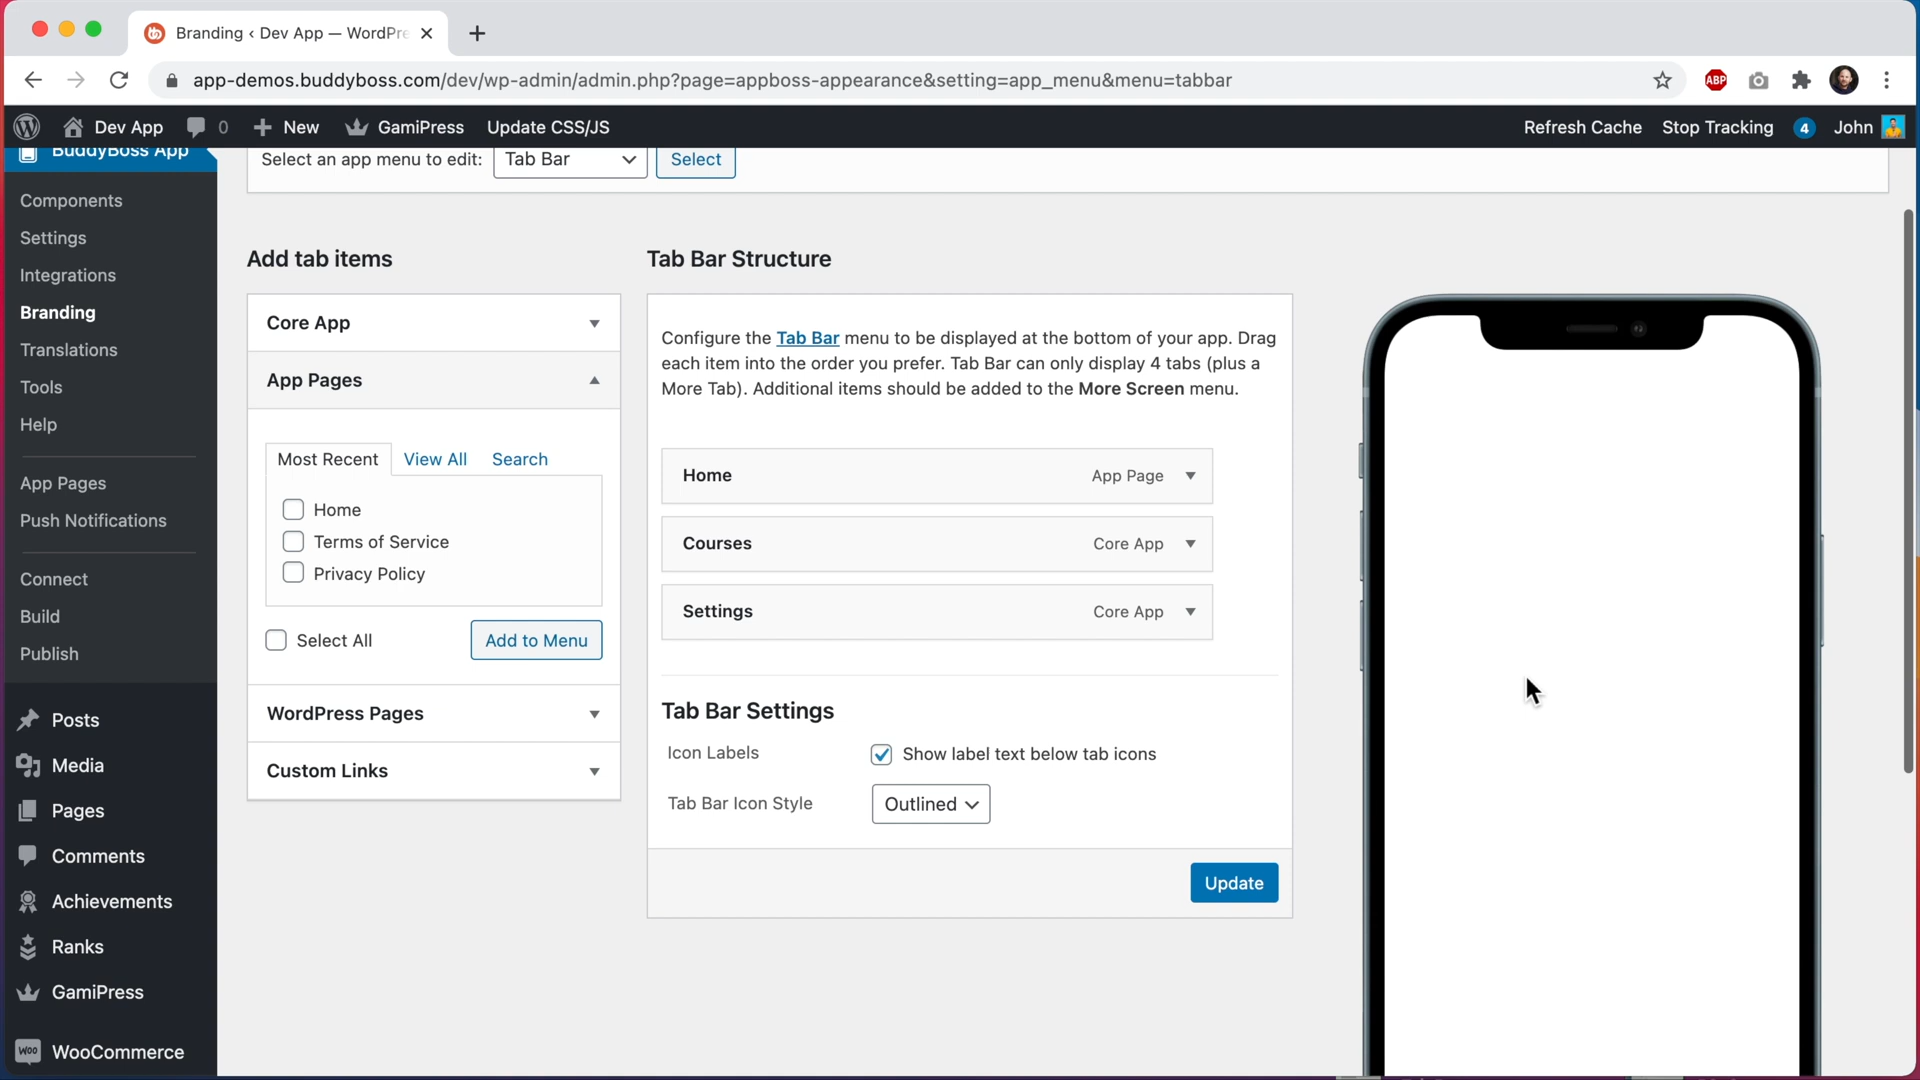 Branding ‹ Dev App — WordPre
app-demos.buddyboss.com/dev/wp-admin/admin.php?page=appboss-appearance&setting=app_menu&menu=tabbar
ABP
Dev App
0
New
GamiPress
Update CSS/JS
Refresh Cache
Stop Tracking
4
John
BuddyBoss App
Components
Settings
Integrations
Branding
Translations
Tools
Help
App Pages
Push Notifications
Connect
Build
Publish
Posts
Media
Pages
Comments
Achievements
Ranks
GamiPress
Woo
WooCommerce
Select an app menu to edit:
Tab Bar
Select
Add tab items
Core App
App Pages
Most Recent
View All
Search
Home
Terms of Service
Privacy Policy
Select All
Add to Menu
WordPress Pages
Custom Links
Tab Bar Structure
Configure the Tab Bar menu to be displayed at the bottom of your app. Drag
each item into the order you prefer. Tab Bar can only display 4 tabs (plus a
More Tab). Additional items should be added to the More Screen menu.
Home
App Page
Courses
Core App
Settings
Core App
Tab Bar Settings
Icon Labels
Show label text below tab icons
Tab Bar Icon Style
Outlined
Update